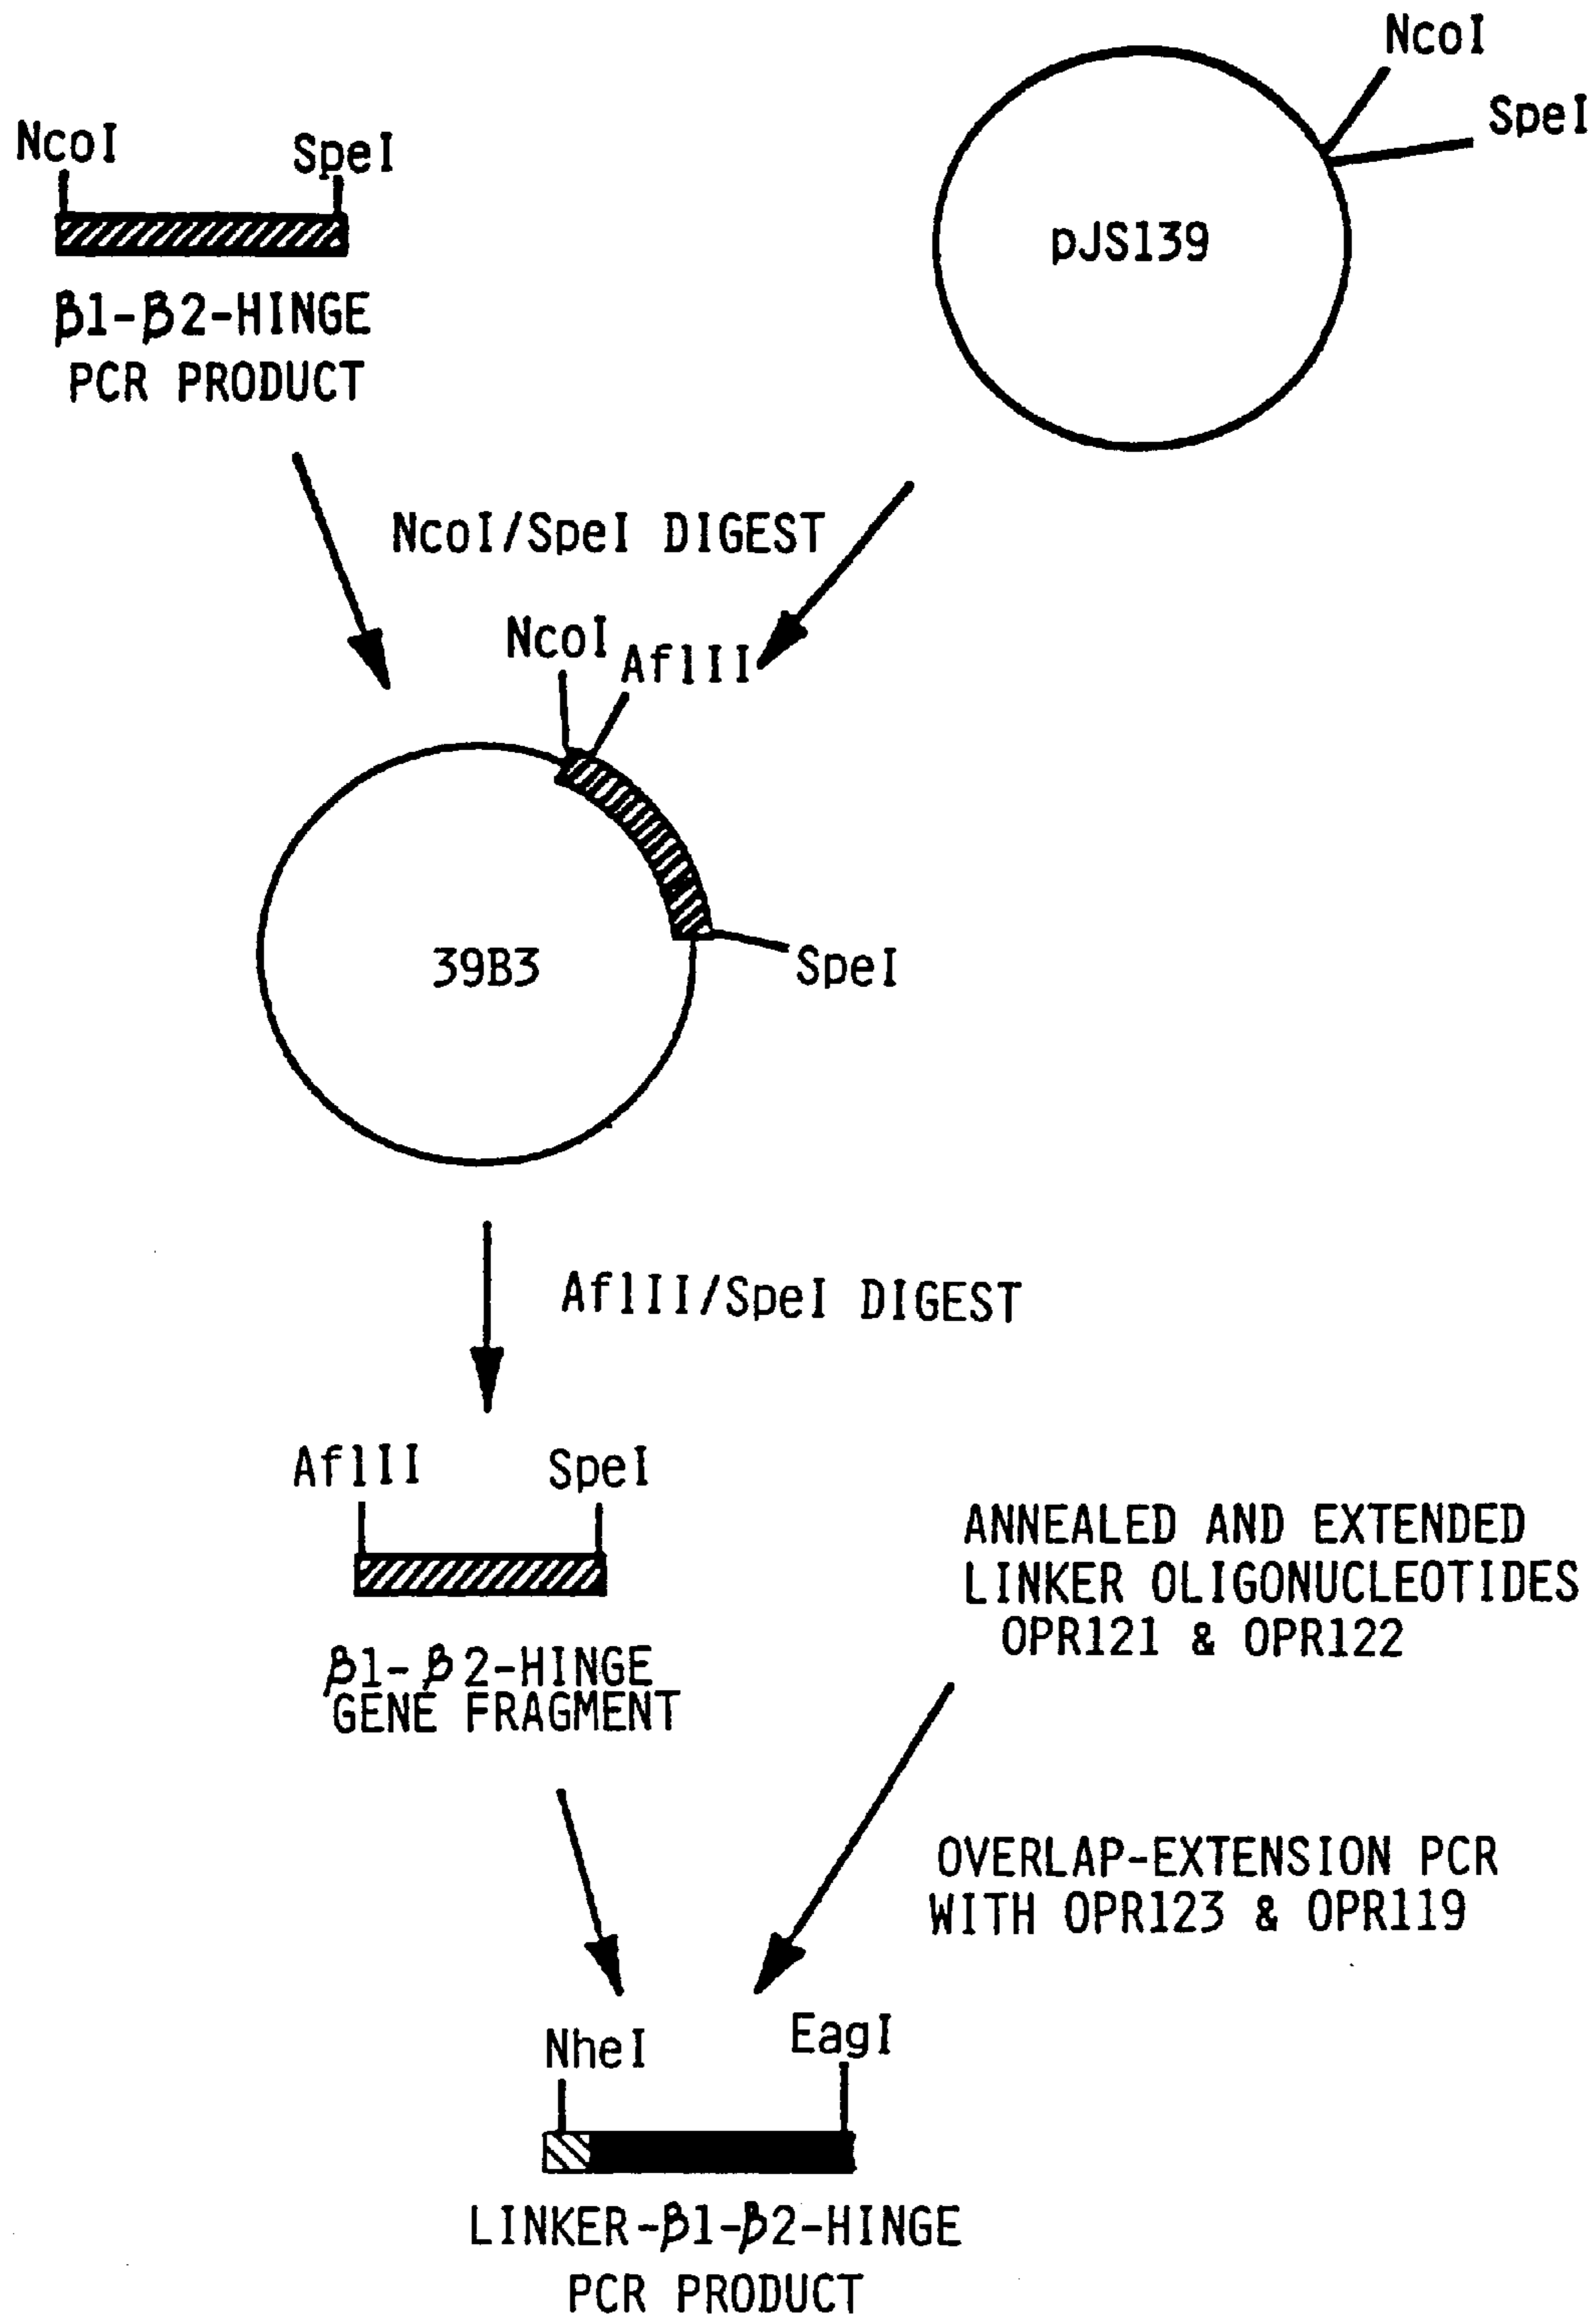 NcoI
SpeI
NcoI
SpeI
pJS139
β1-β2-HINGE
PCR PRODUCT
NcoI/SpeI DIGEST
NcoI
AflII
39B3
SpeI
AflII/SpeI DIGEST
AflII
SpeI
β1-β2-HINGE
GENE FRAGMENT
ANNEALED AND EXTENDED
LINKER OLIGONUCLEOTIDES
OPR121 & OPR122
OVERLAP-EXTENSION PCR
WITH OPR123 & OPR119
NheI
EagI
LINKER-β1-β2-HINGE
PCR PRODUCT